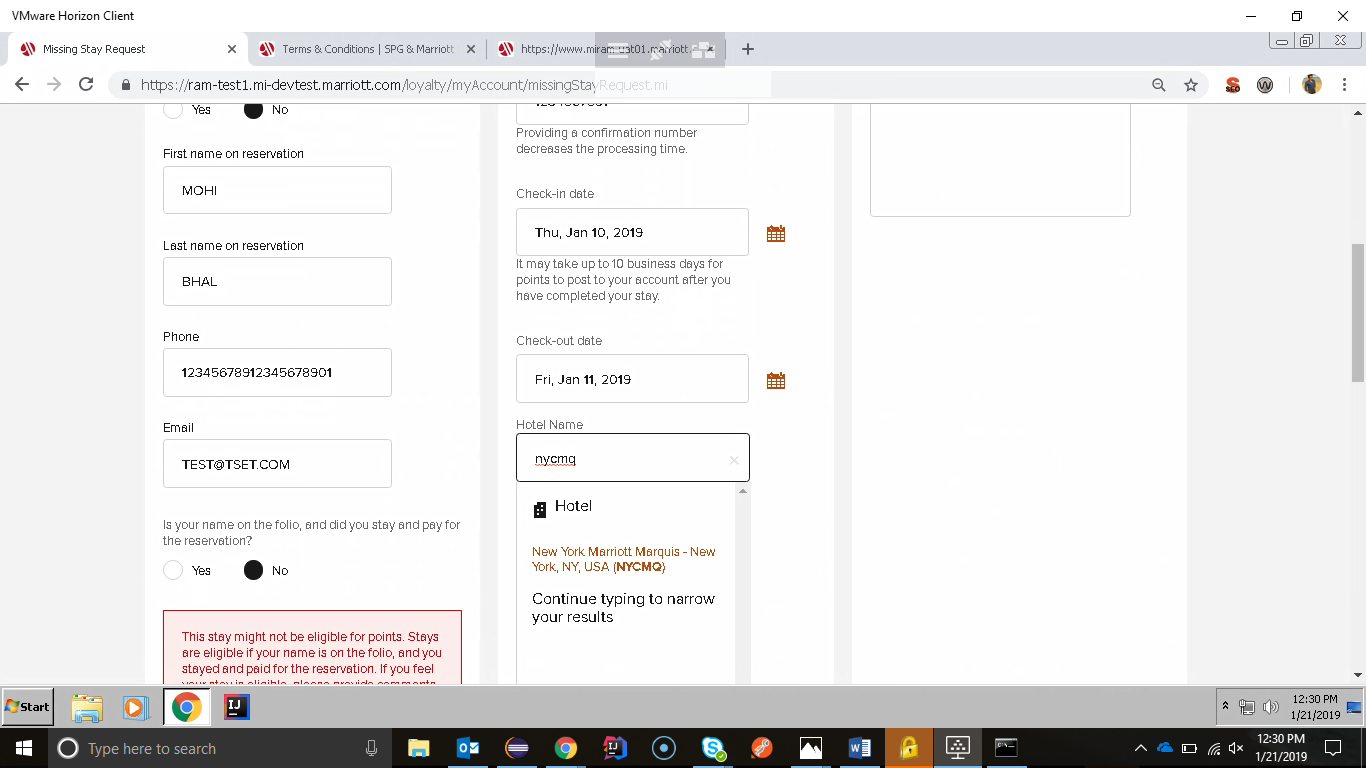 VMware Horizon Client
Missing Stay Request
Terms & Conditions | SPG & Marriott
https://www.miram-uat01.marriott.
https://ram-test1.mi-devtest.marriott.com/loyalty/myAccount/missingStayRequest.mi
Yes
No
First name on reservation
MOHI
Last name on reservation
BHAL
Phone
12345678912345678901
Email
TEST@TSET.COM
Is your name on the folio, and did you stay and pay for
the reservation?
Yes
No
This stay might not be eligible for points. Stays
are eligible if your name is on the folio, and you
stayed and paid for the reservation. If you feel
your stay is eligible, please provide comments
Providing a confirmation number
decreases the processing time.
Check-in date
Thu, Jan 10, 2019
It may take up to 10 business days for
points to post to your account after you
have completed your stay.
Check-out date
Fri, Jan 11, 2019
Hotel Name
nycmq
Hotel
New York Marriott Marquis - New
York, NY, USA (NYCMQ)
Continue typing to narrow
your results
Start
12:30 PM
1/21/2019
Type here to search
12:30 PM
1/21/2019